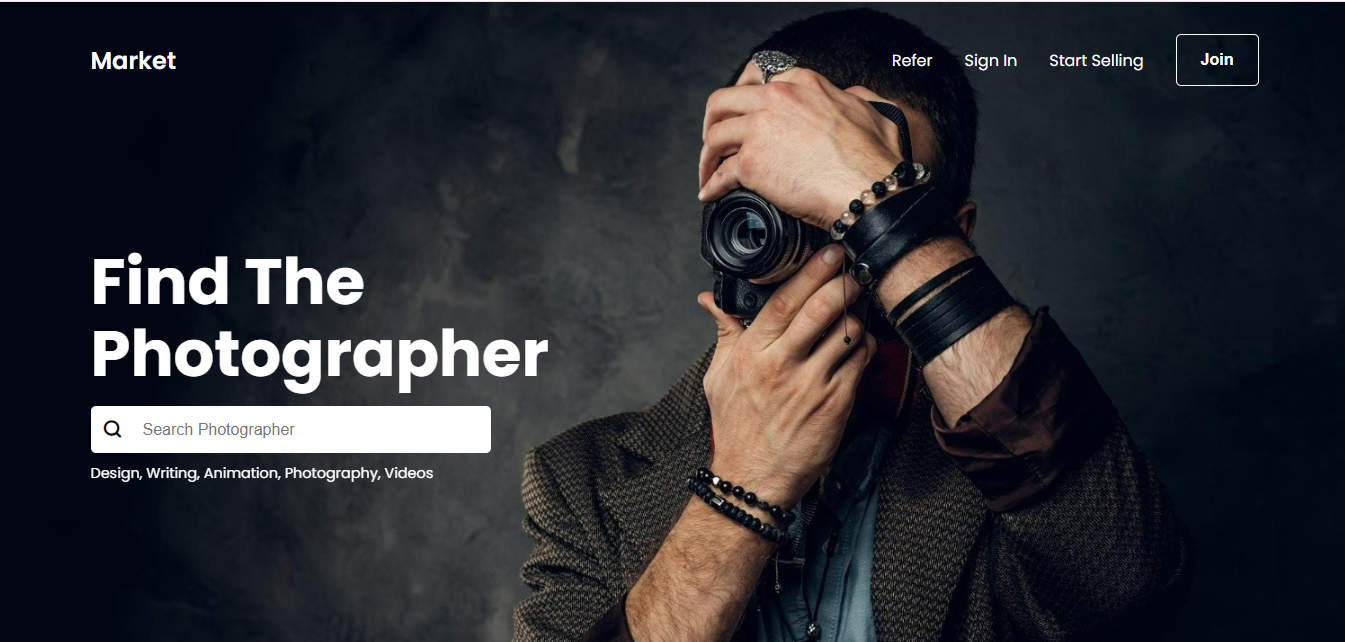 Market
Refer
Sign In
Start Selling
Join
Find The
Photographer
Search Photographer
Design, Writing, Animation, Photography, Videos